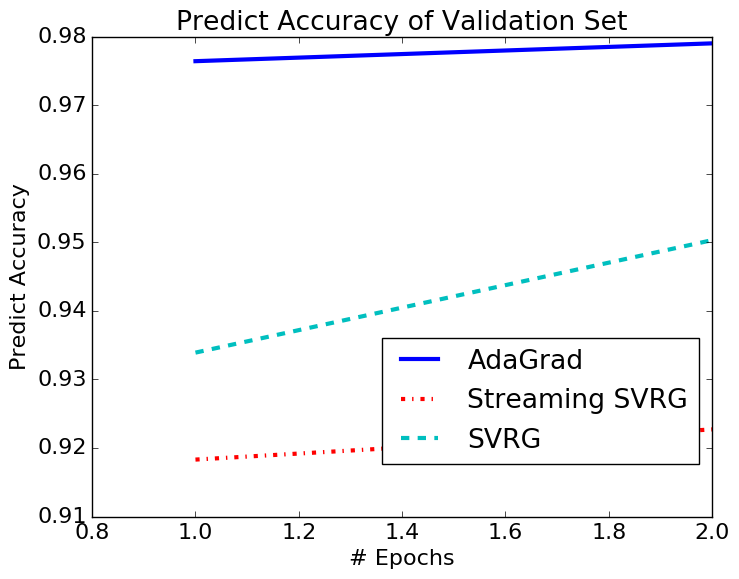 Predict Accuracy of Validation Set
0.98
0.97
0.96
0.95
0.94
0.93
0.92
0.91
Predict Accuracy
AdaGrad
Streaming SVRG
SVRG
0.8 1.0 1.2 1.4 1.6 1.8 2.0
# Epochs